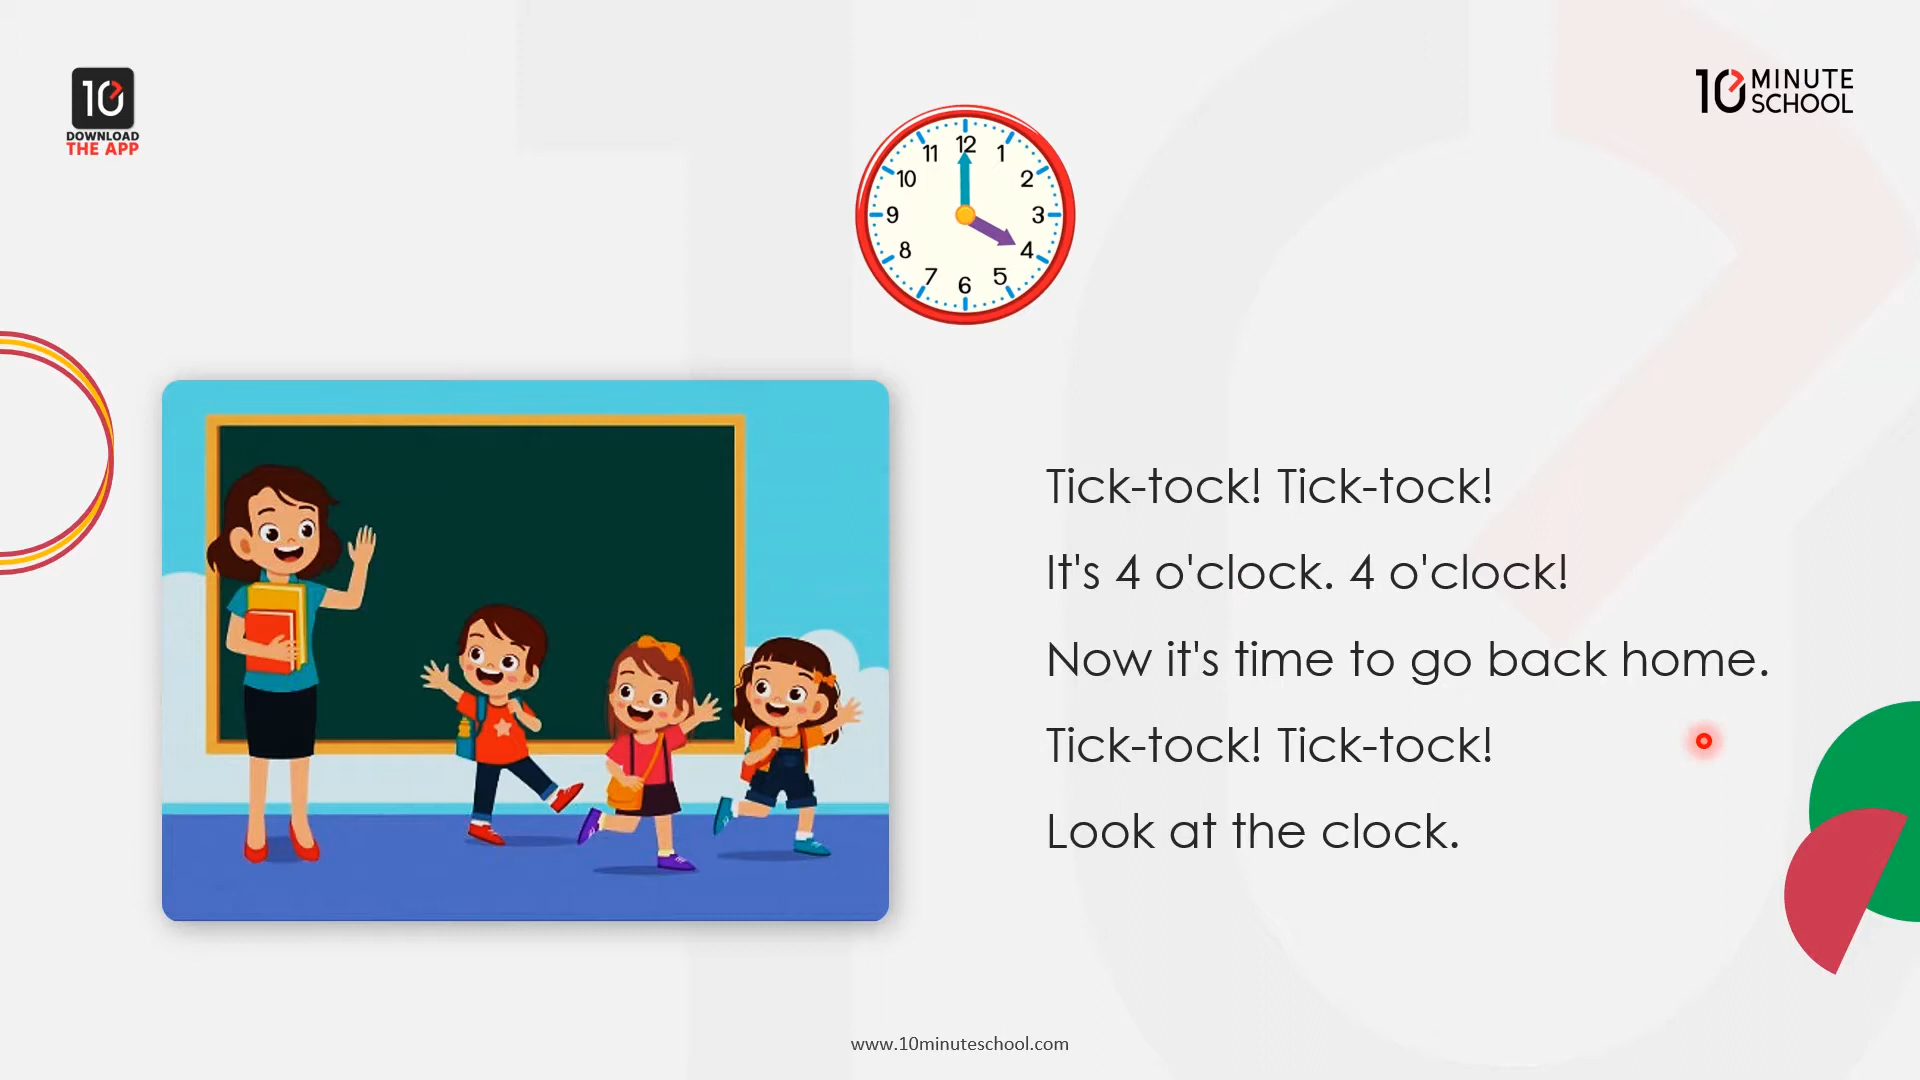 10
DOWNLOAD
THE APP
10 MINUTE
SCHOOL
12
11 1
10 2
9 3
8 4
7 5
6
Tick-tock! Tick-tock!
It's 4 o'clock. 4 o'clock!
Now it's time to go back home.
Tick-tock! Tick-tock!
Look at the clock.
www.10minuteschool.com